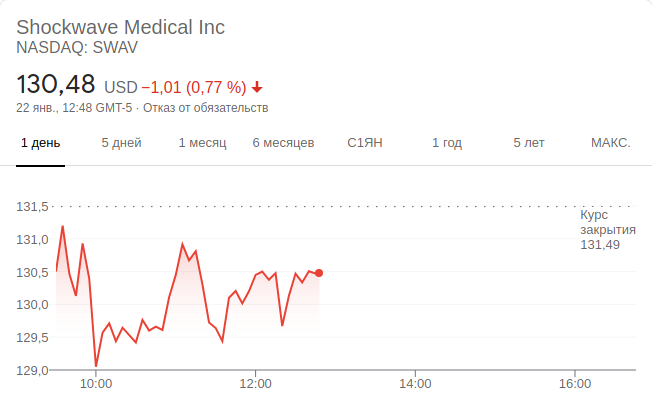 Shockwave Medical Inc
NASDAQ: SWAV
130,48 USD −1,01 (0,77 %)
22 янв., 12:48 GMT-5 · Отказ от обязательств
1 день 5 дней 1 месяц 6 месяцев С1ЯН 1 год 5 лет МАКС.
131,5
Курс
закрытия
131,49
131,0
130,5
130,0
129,5
129,0
10:00 12:00 14:00 16:00